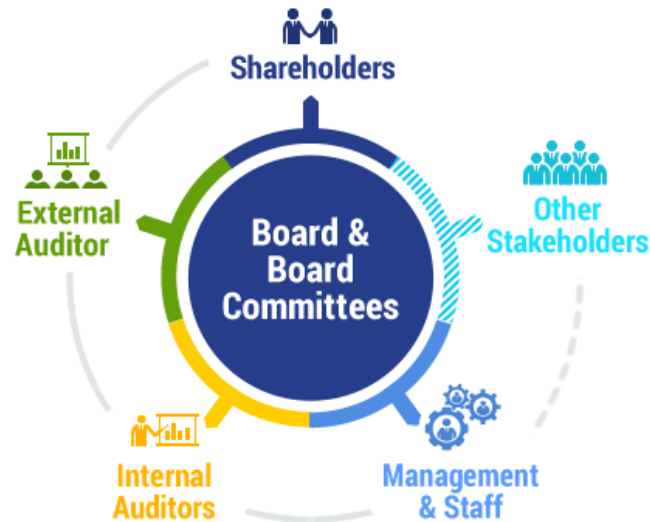 Shareholders
External
Auditor
Other
Stakeholders
Board &
Board
Committees
Internal
Auditors
Management
& Staff